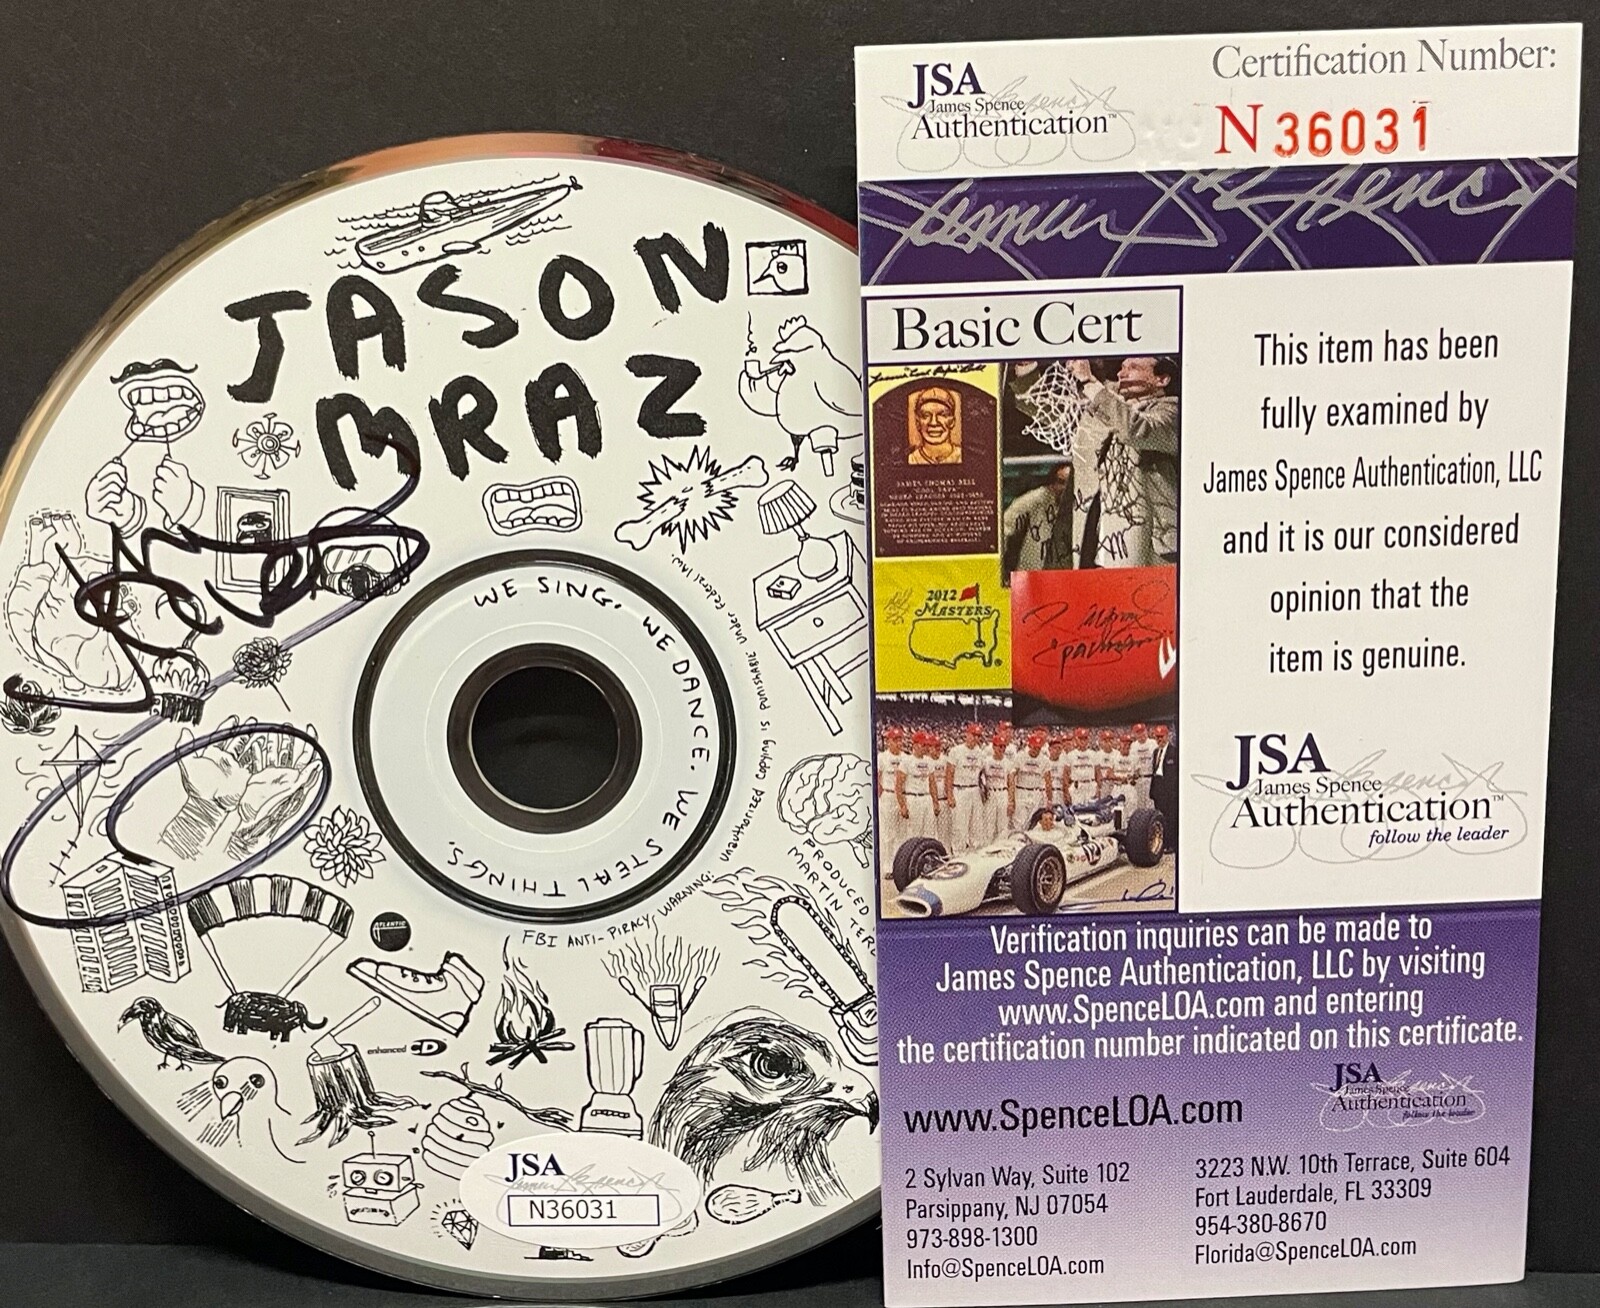 JASON
MRAZ
WE SING. WE DANCE. WE STEAL THINGS.
FBI ANTI-PIRACY WARNING:
unauthorized copying is punishable under federal law.
PRODUCED
MARTIN TER
ATLANTIC
enhanced CD
JSA
N36031
JSA
James Spence
Authentication™
Certification Number:
N36031
Basic Cert
2012
MASTERS
12
This item has been
fully examined by
James Spence Authentication, LLC
and it is our considered
opinion that the
item is genuine.
JSA
James Spence
Authentication™
follow the leader
Verification inquiries can be made to
James Spence Authentication, LLC by visiting
www.SpenceLOA.com and entering
the certification number indicated on this certificate.
JSA
James Spence
Authentication
follow the leader
www.SpenceLOA.com
2 Sylvan Way, Suite 102
Parsippany, NJ 07054
973-898-1300
Info@SpenceLOA.com
3223 N.W. 10th Terrace, Suite 604
Fort Lauderdale, FL 33309
954-380-8670
Florida@SpenceLOA.com